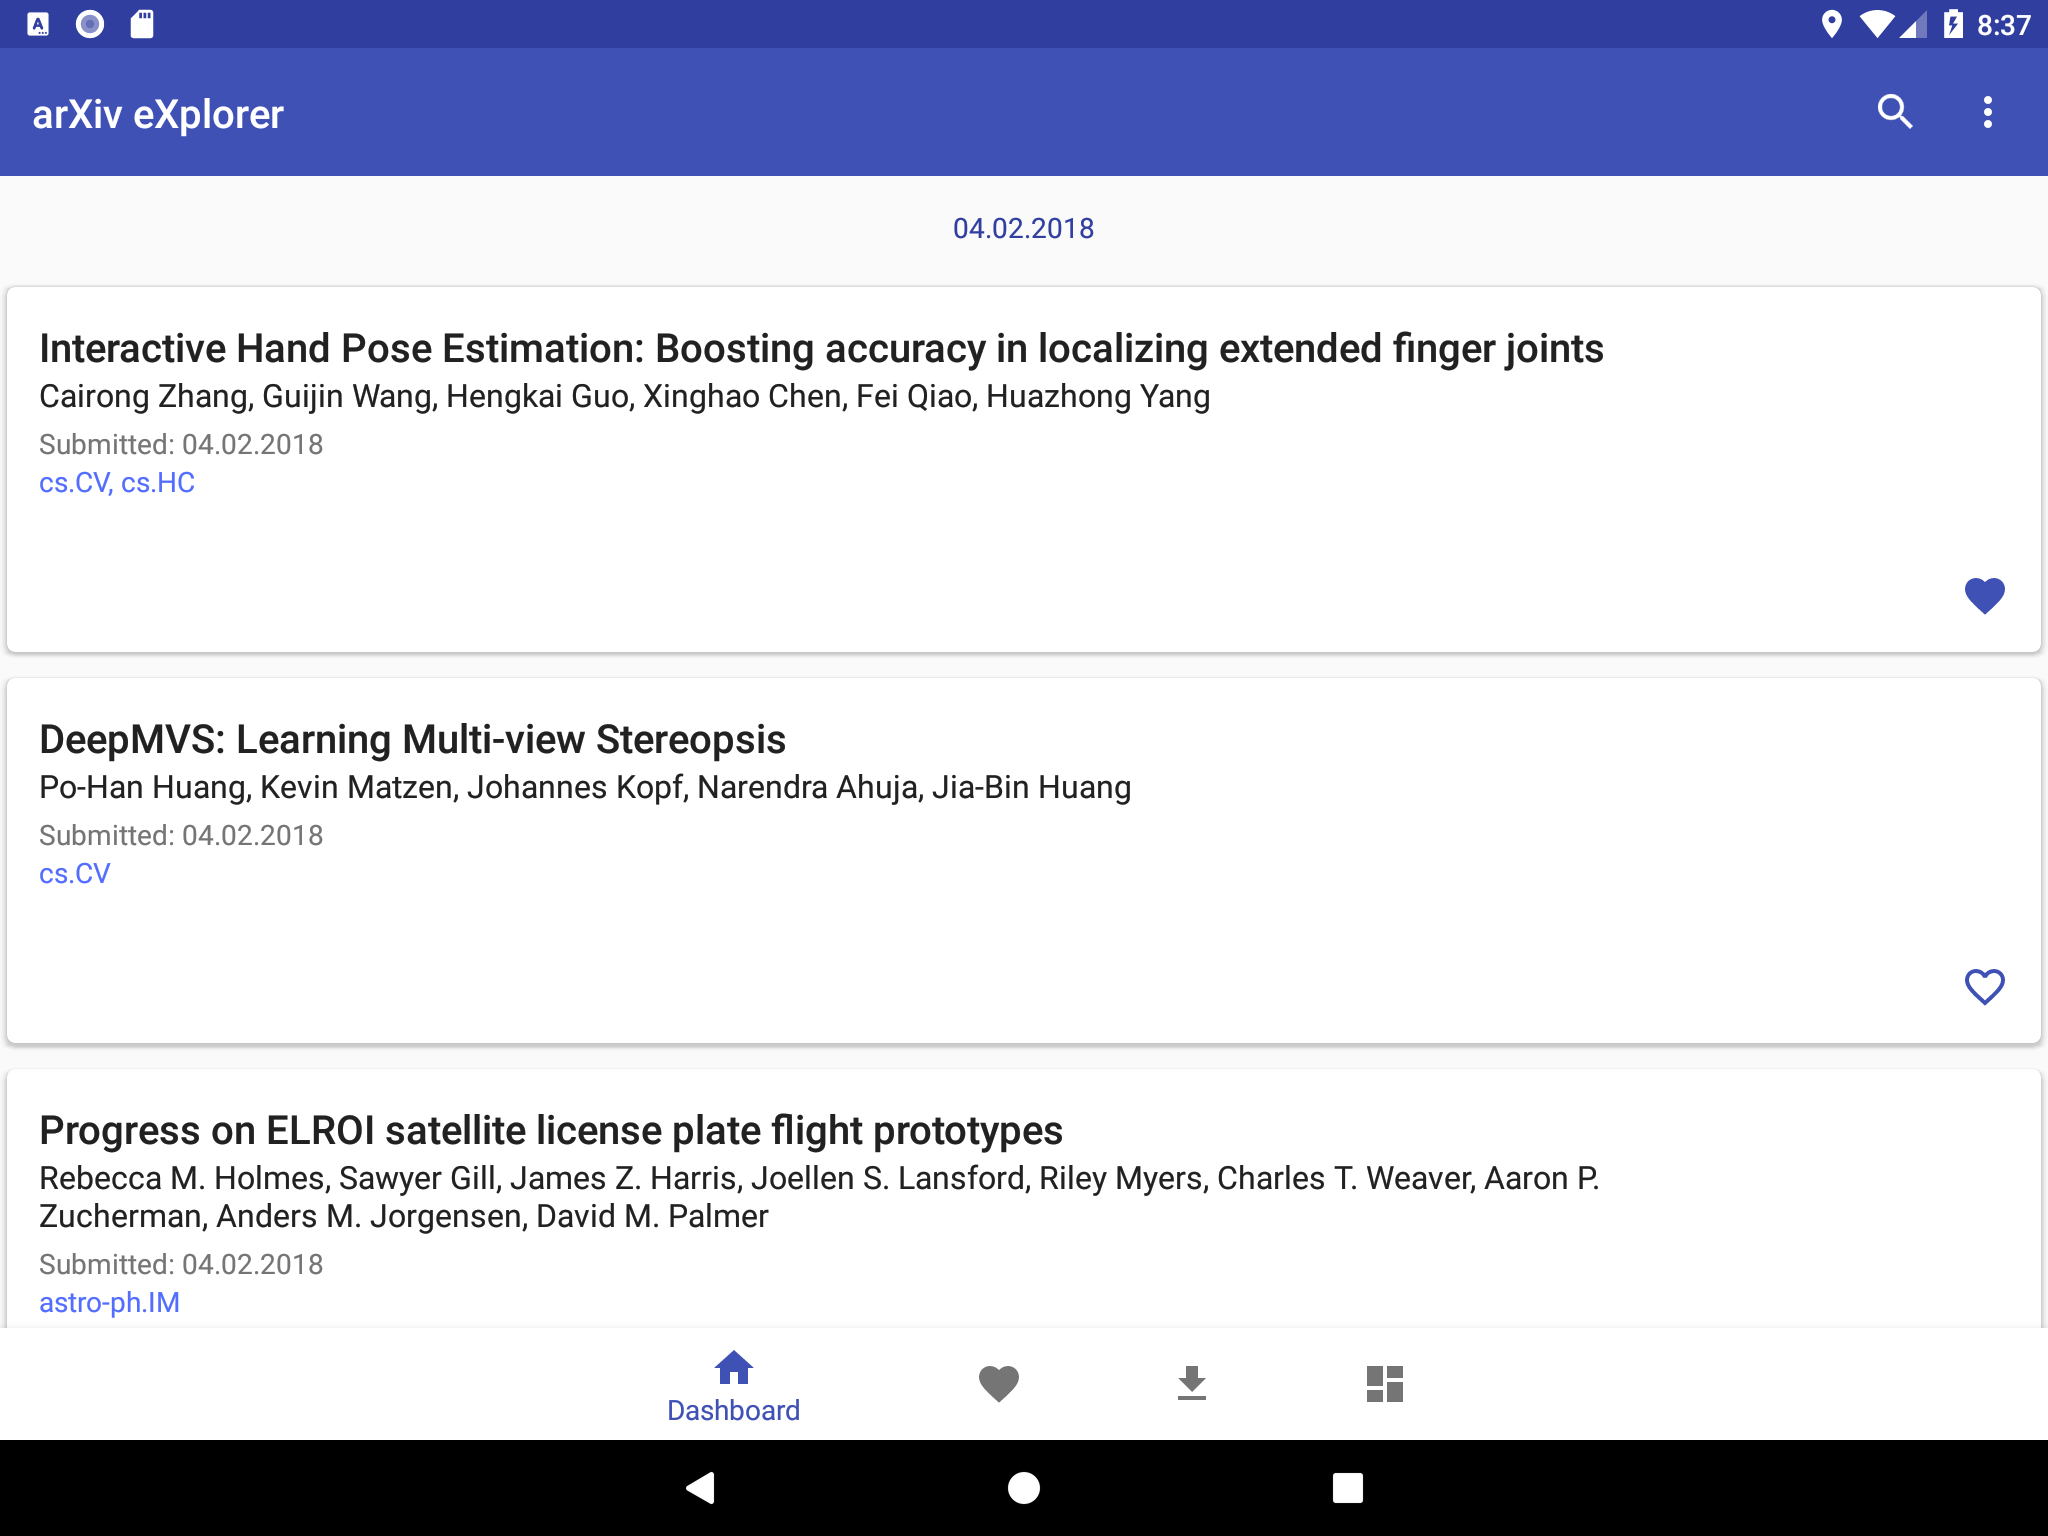 8:37
arXiv eXplorer
04.02.2018
Interactive Hand Pose Estimation: Boosting accuracy in localizing extended finger joints
Cairong Zhang, Guijin Wang, Hengkai Guo, Xinghao Chen, Fei Qiao, Huazhong Yang
Submitted: 04.02.2018
cs.CV, cs.HC
DeepMVS: Learning Multi-view Stereopsis
Po-Han Huang, Kevin Matzen, Johannes Kopf, Narendra Ahuja, Jia-Bin Huang
Submitted: 04.02.2018
cs.CV
Progress on ELROI satellite license plate flight prototypes
Rebecca M. Holmes, Sawyer Gill, James Z. Harris, Joellen S. Lansford, Riley Myers, Charles T. Weaver, Aaron P.
Zucherman, Anders M. Jorgensen, David M. Palmer
Submitted: 04.02.2018
astro-ph.IM
Dashboard